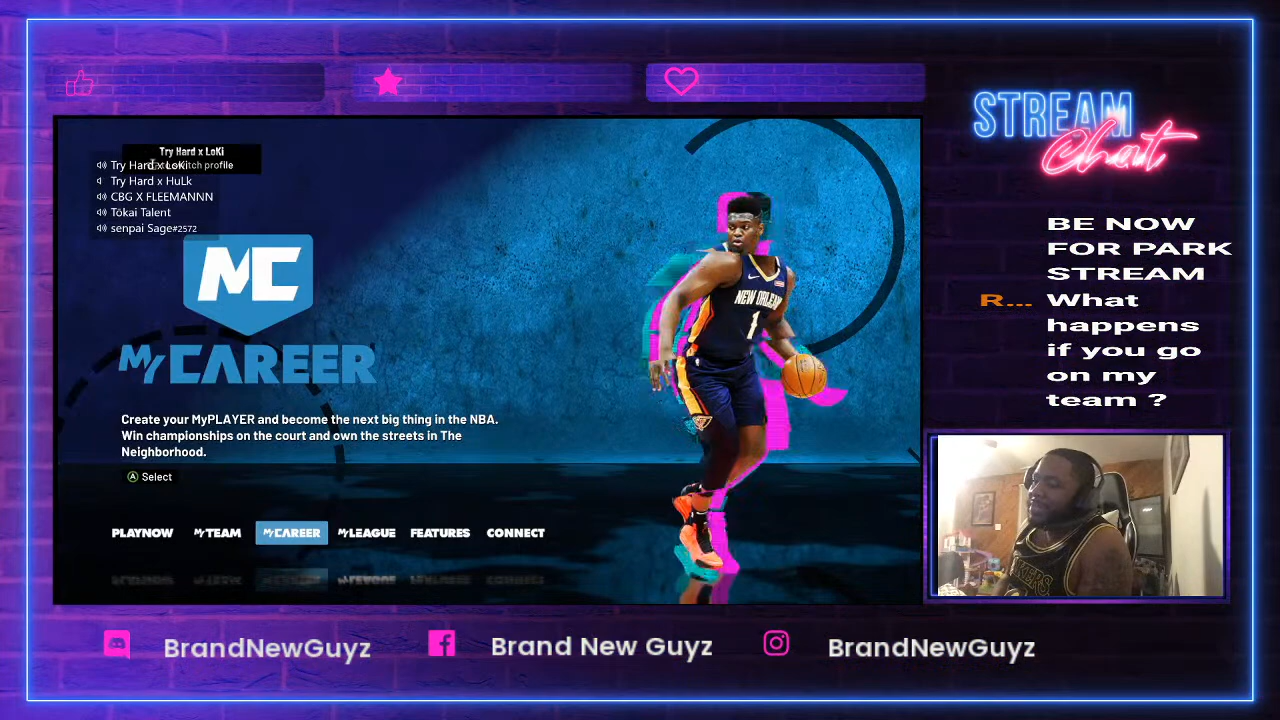 STREAM
Chat
Try Hard x LoKi
Try Hard x LoKi
switch profile
Try Hard x HuLk
CBG X FLEEMANNN
Tokai Talent
senpai Sage#2572
MC
MyCAREER
Create your MyPLAYER and become the next big thing in the NBA.
Win championships on the court and own the streets in The
Neighborhood.
A Select
PLAYNOW MyTEAM MyCAREER MyLEAGUE FEATURES CONNECT
NEW ORLEAN
1
BE NOW
FOR PARK
STREAM
R... What
happens
if you go
on my
team ?
BrandNewGuyz
Brand New Guyz
BrandNewGuyz